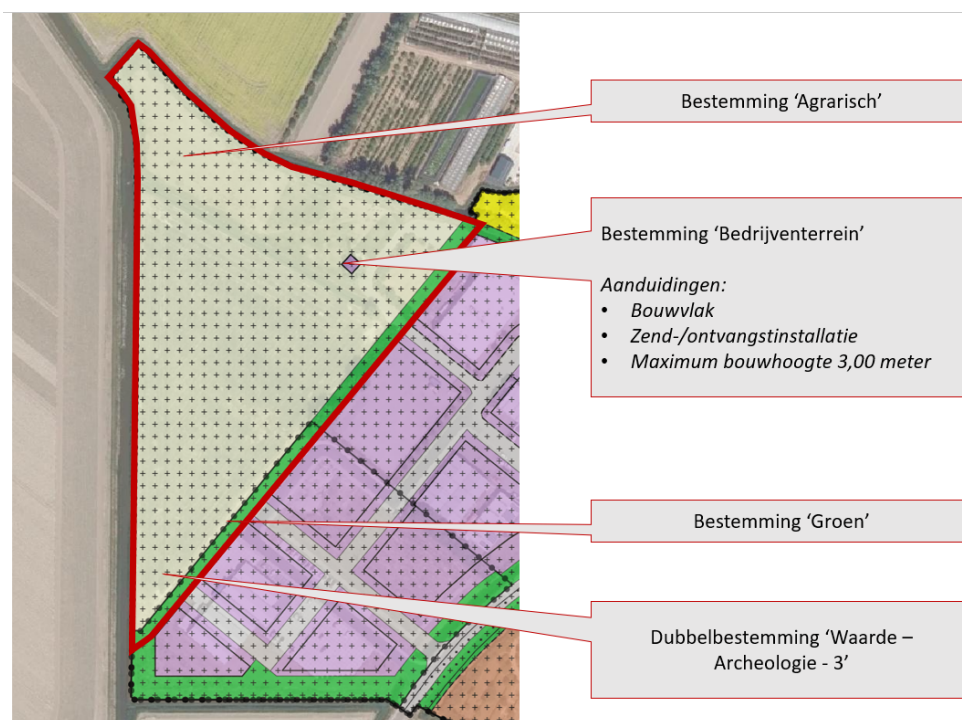 Bestemming ‘Agrarisch’
Bestemming ‘Bedrijventerrein’
Aanduidingen:
• Bouwvlak
• Zend-/ontvangstinstallatie
• Maximum bouwhoogte 3,00 meter
Bestemming ‘Groen’
Dubbelbestemming ‘Waarde –
Archeologie - 3’